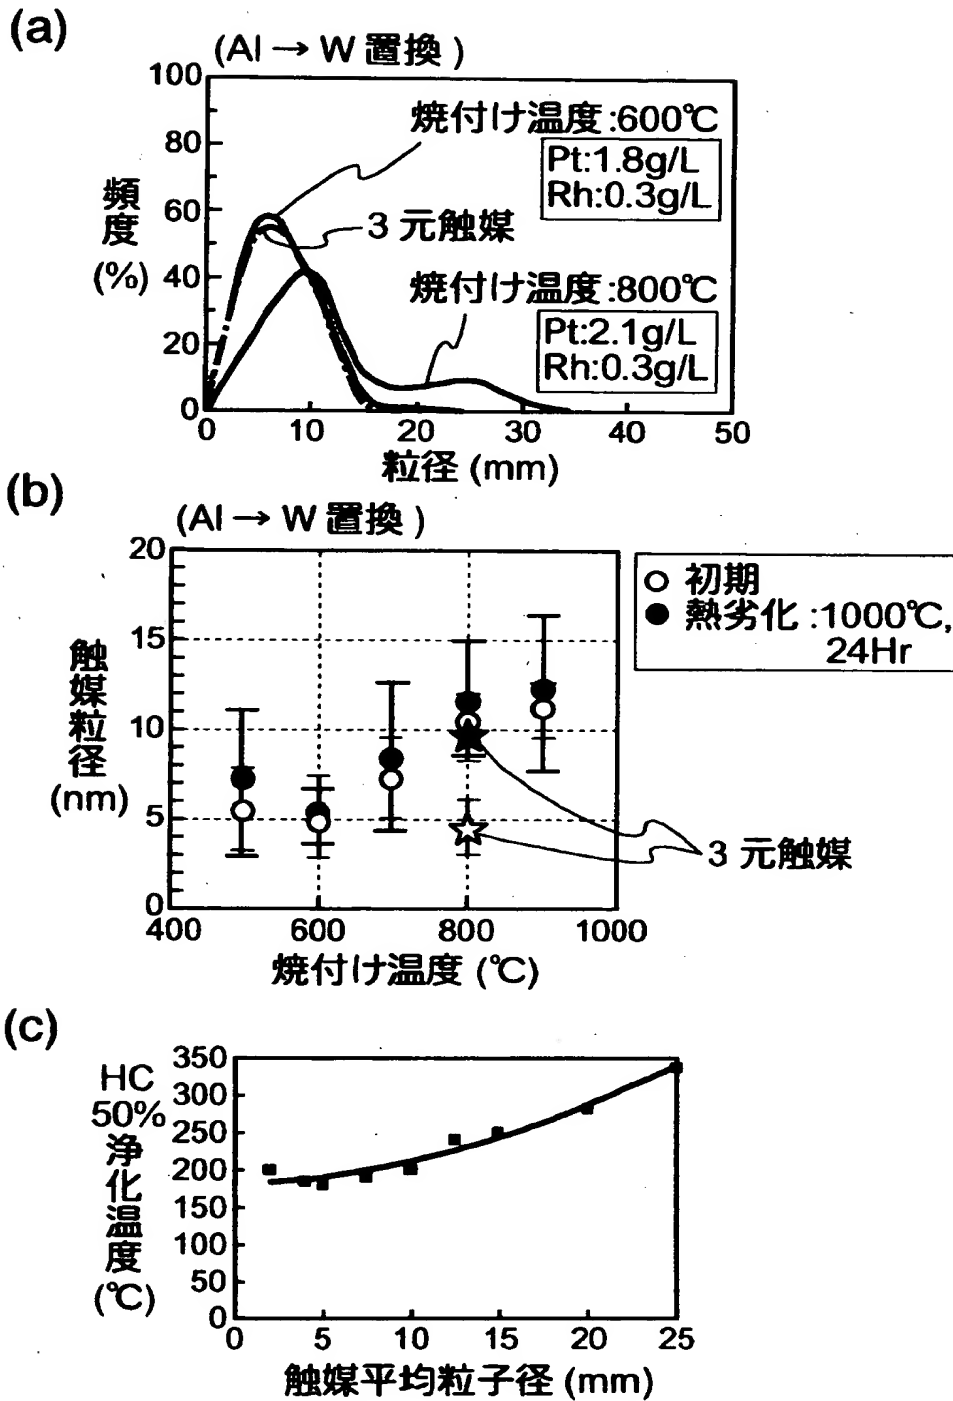 (a)
(Al → W 置換 )
100
80
60
40
20
0
頻度
(%)
焼付け温度:600℃
Pt:1.8g/L
Rh:0.3g/L
3 元触媒
焼付け温度:800℃
Pt:2.1g/L
Rh:0.3g/L
0 10 20 30 40 50
粒径 (mm)
(b)
(Al → W 置換 )
20
15
10
5
0
触媒粒径
(nm)
初期
熱劣化 :1000℃,
24Hr
3 元触媒
400 600 800 1000
焼付け温度 (℃)
(c)
HC
50%
浄化温度
(℃)
350
300
250
200
150
100
50
0
0 5 10 15 20 25
触媒平均粒子径 (mm)